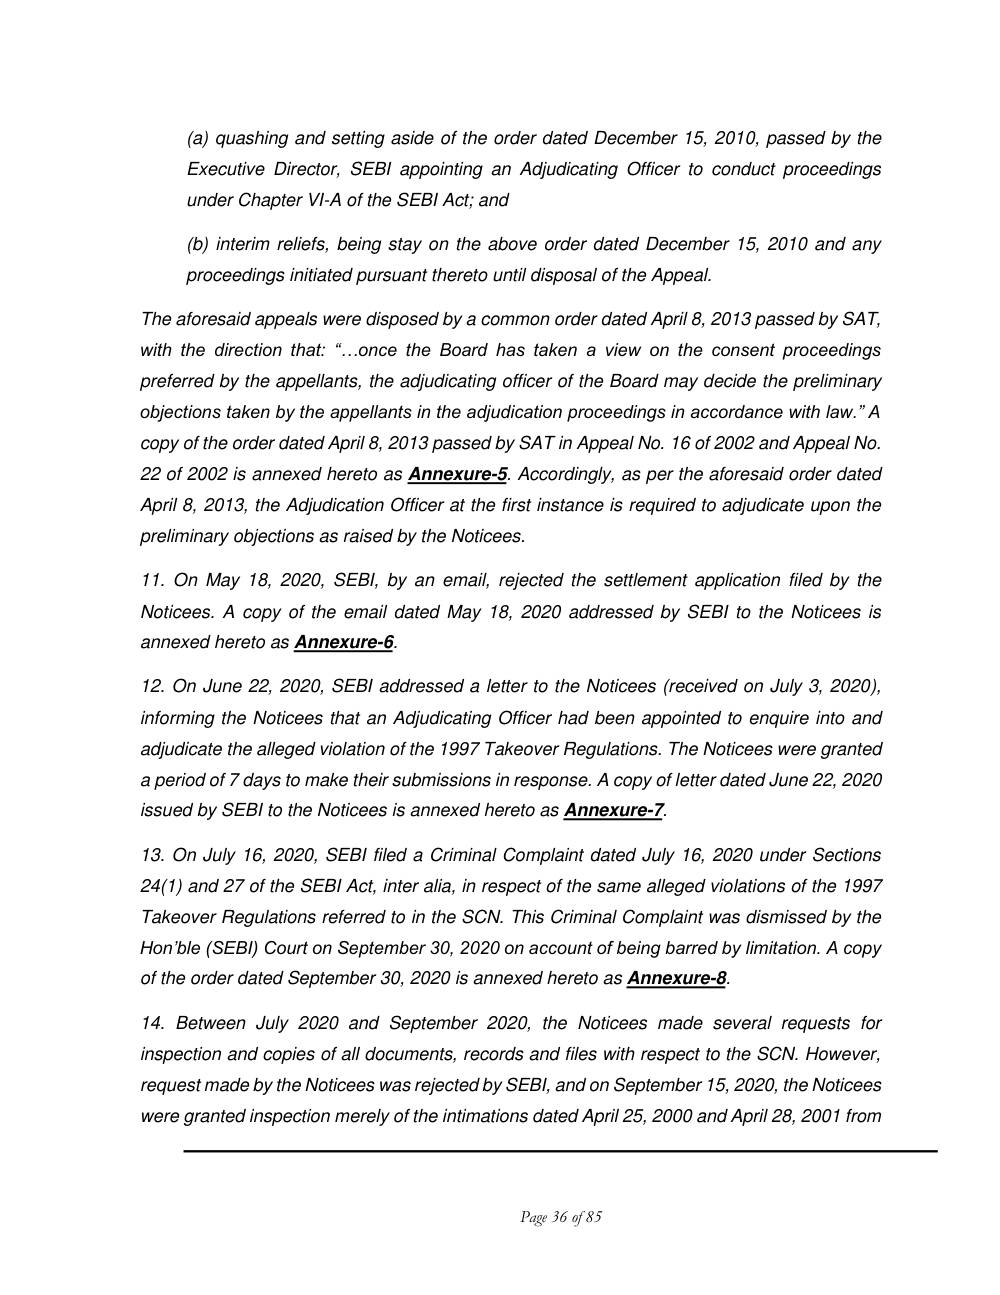 (a) quashing and setting aside of the order dated December 15, 2010, passed by the
Executive Director, SEBI appointing an Adjudicating Officer to conduct proceedings
under Chapter VI-A of the SEBI Act; and
(b) interim reliefs, being stay on the above order dated December 15, 2010 and any
proceedings initiated pursuant thereto until disposal of the Appeal.
The aforesaid appeals were disposed by a common order dated April 8, 2013 passed by SAT,
with the direction that: “…once the Board has taken a view on the consent proceedings
preferred by the appellants, the adjudicating officer of the Board may decide the preliminary
objections taken by the appellants in the adjudication proceedings in accordance with law.” A
copy of the order dated April 8, 2013 passed by SAT in Appeal No. 16 of 2002 and Appeal No.
22 of 2002 is annexed hereto as Annexure-5. Accordingly, as per the aforesaid order dated
April 8, 2013, the Adjudication Officer at the first instance is required to adjudicate upon the
preliminary objections as raised by the Noticees.
11. On May 18, 2020, SEBI, by an email, rejected the settlement application filed by the
Noticees. A copy of the email dated May 18, 2020 addressed by SEBI to the Noticees is
annexed hereto as Annexure-6.
12. On June 22, 2020, SEBI addressed a letter to the Noticees (received on July 3, 2020),
informing the Noticees that an Adjudicating Officer had been appointed to enquire into and
adjudicate the alleged violation of the 1997 Takeover Regulations. The Noticees were granted
a period of 7 days to make their submissions in response. A copy of letter dated June 22, 2020
issued by SEBI to the Noticees is annexed hereto as Annexure-7.
13. On July 16, 2020, SEBI filed a Criminal Complaint dated July 16, 2020 under Sections
24(1) and 27 of the SEBI Act, inter alia, in respect of the same alleged violations of the 1997
Takeover Regulations referred to in the SCN. This Criminal Complaint was dismissed by the
Hon’ble (SEBI) Court on September 30, 2020 on account of being barred by limitation. A copy
of the order dated September 30, 2020 is annexed hereto as Annexure-8.
14. Between July 2020 and September 2020, the Noticees made several requests for
inspection and copies of all documents, records and files with respect to the SCN. However,
request made by the Noticees was rejected by SEBI, and on September 15, 2020, the Noticees
were granted inspection merely of the intimations dated April 25, 2000 and April 28, 2001 from
Page 36 of 85